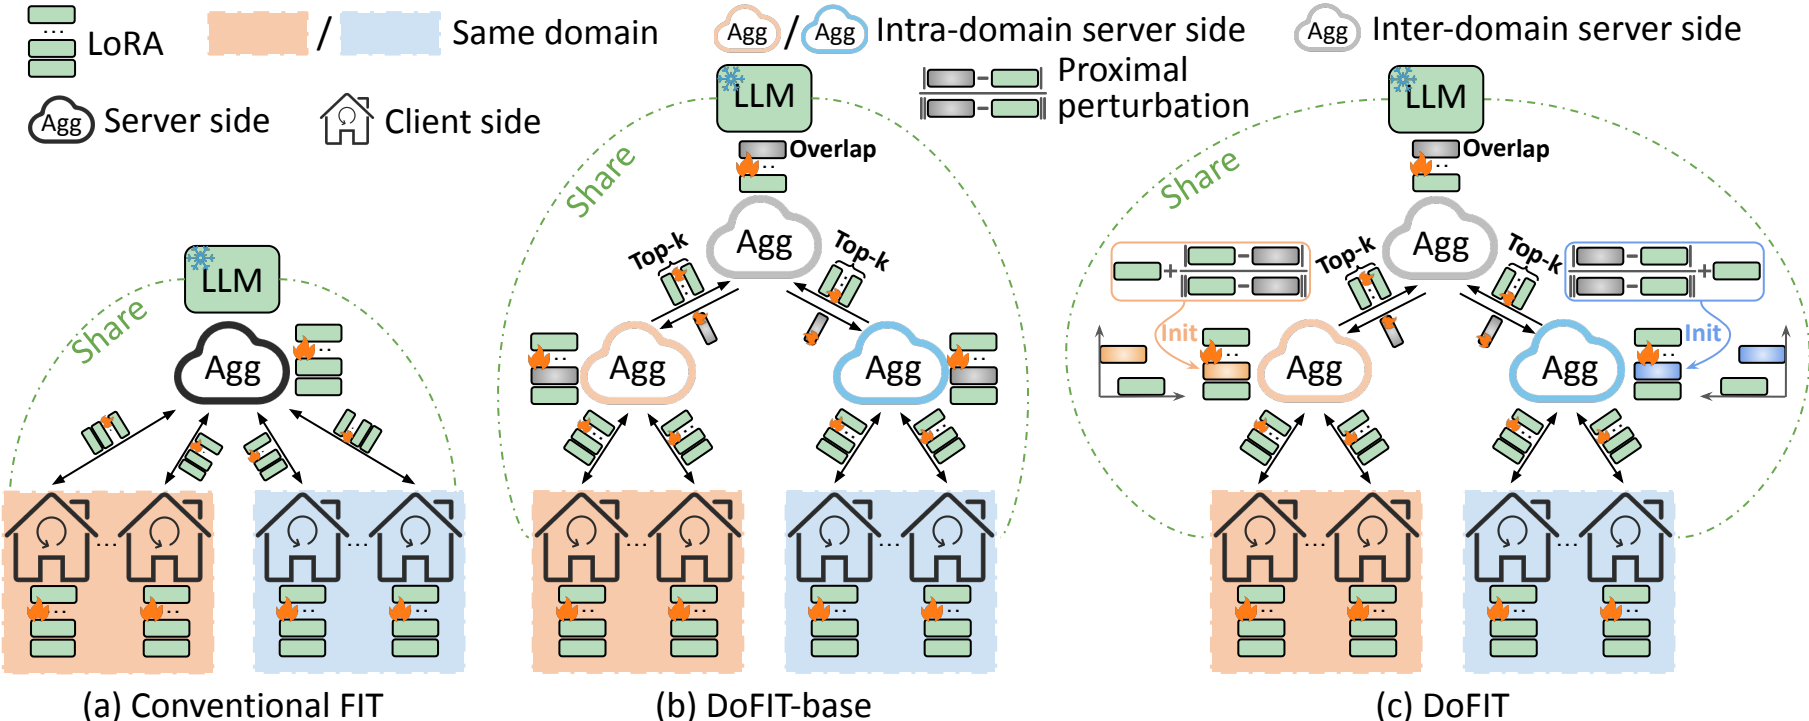 LoRA
/
Same domain
Agg / Agg Intra-domain server side
Agg Inter-domain server side
Agg Server side
Client side
Proximal
perturbation
LLM
Share
Agg
(a) Conventional FIT
LLM
Overlap
Share
Agg
Top-k
Top-k
Agg
Agg
(b) DoFIT-base
LLM
Overlap
Share
Agg
Top-k
Top-k
Init
Init
Agg
Agg
(c) DoFIT